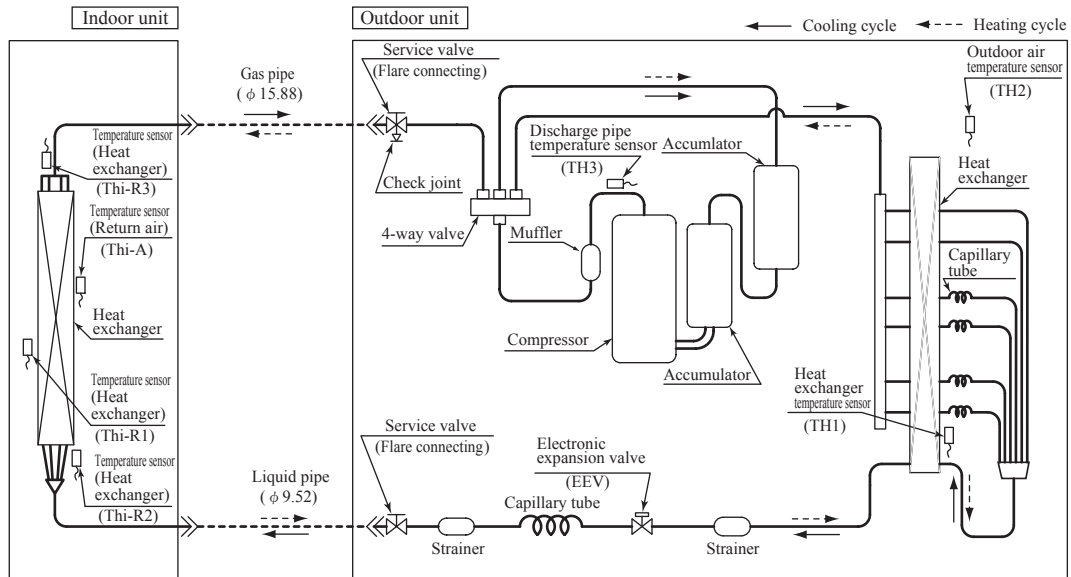 Indoor unit
Outdoor unit
Cooling cycle
Heating cycle
Service valve
(Flare connecting)
Gas pipe
( ϕ 15.88)
Outdoor air
temperature sensor
(TH2)
Temperature sensor
(Heat
exchanger)
(Thi-R3)
Check joint
Discharge pipe
temperature sensor
(TH3)
Accumlator
Heat
exchanger
Temperature sensor
(Return air)
(Thi-A)
4-way valve
Muffler
Capillary
tube
Heat
exchanger
Compressor
Accumulator
Temperature sensor
(Heat
exchanger)
(Thi-R1)
Heat
exchanger
temperature sensor)
(TH1)
Temperature sensor
(Heat
exchanger)
(Thi-R2)
Liquid pipe
( ϕ 9.52)
Service valve
(Flare connecting)
Capillary tube
Electronic
expansion valve
(EEV)
Strainer
Strainer